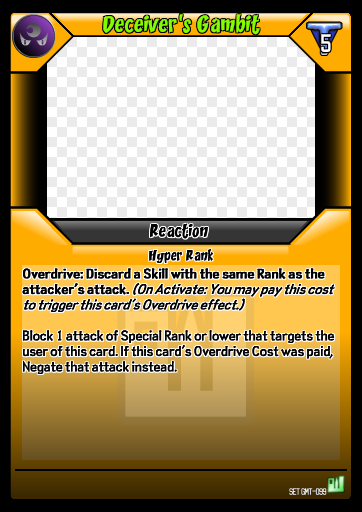 Deceiver's Gambit
5
Reaction
Hyper Rank
Overdrive: Discard a Skill with the same Rank as the
attacker's attack. (On Activate: You may pay this cost
to trigger this card's Overdrive effect.)
Block 1 attack of Special Rank or lower that targets the
user of this card. If this card's Overdrive Cost was paid,
Negate that attack instead.
SET GMT-099